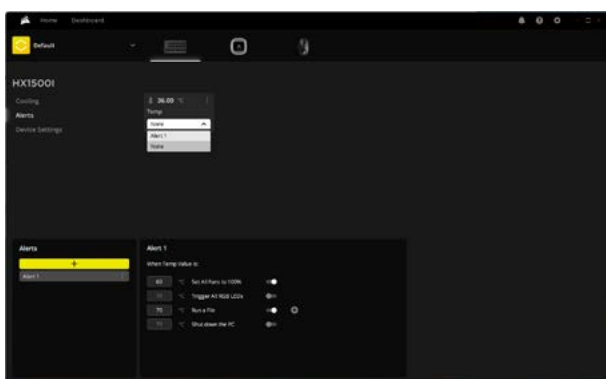 Home Dashboard
Default
HX1500I
Cooling
Alerts
Device Settings
36.00 °C
Temp
None
Alert 1
None
Alerts
+
Alert 1
Alert 1
When Temp Value is:
60 °C Set All Fans to 100%
°C Trigger All RGB LEDs
70 °C Run a File
°C Shut down the PC